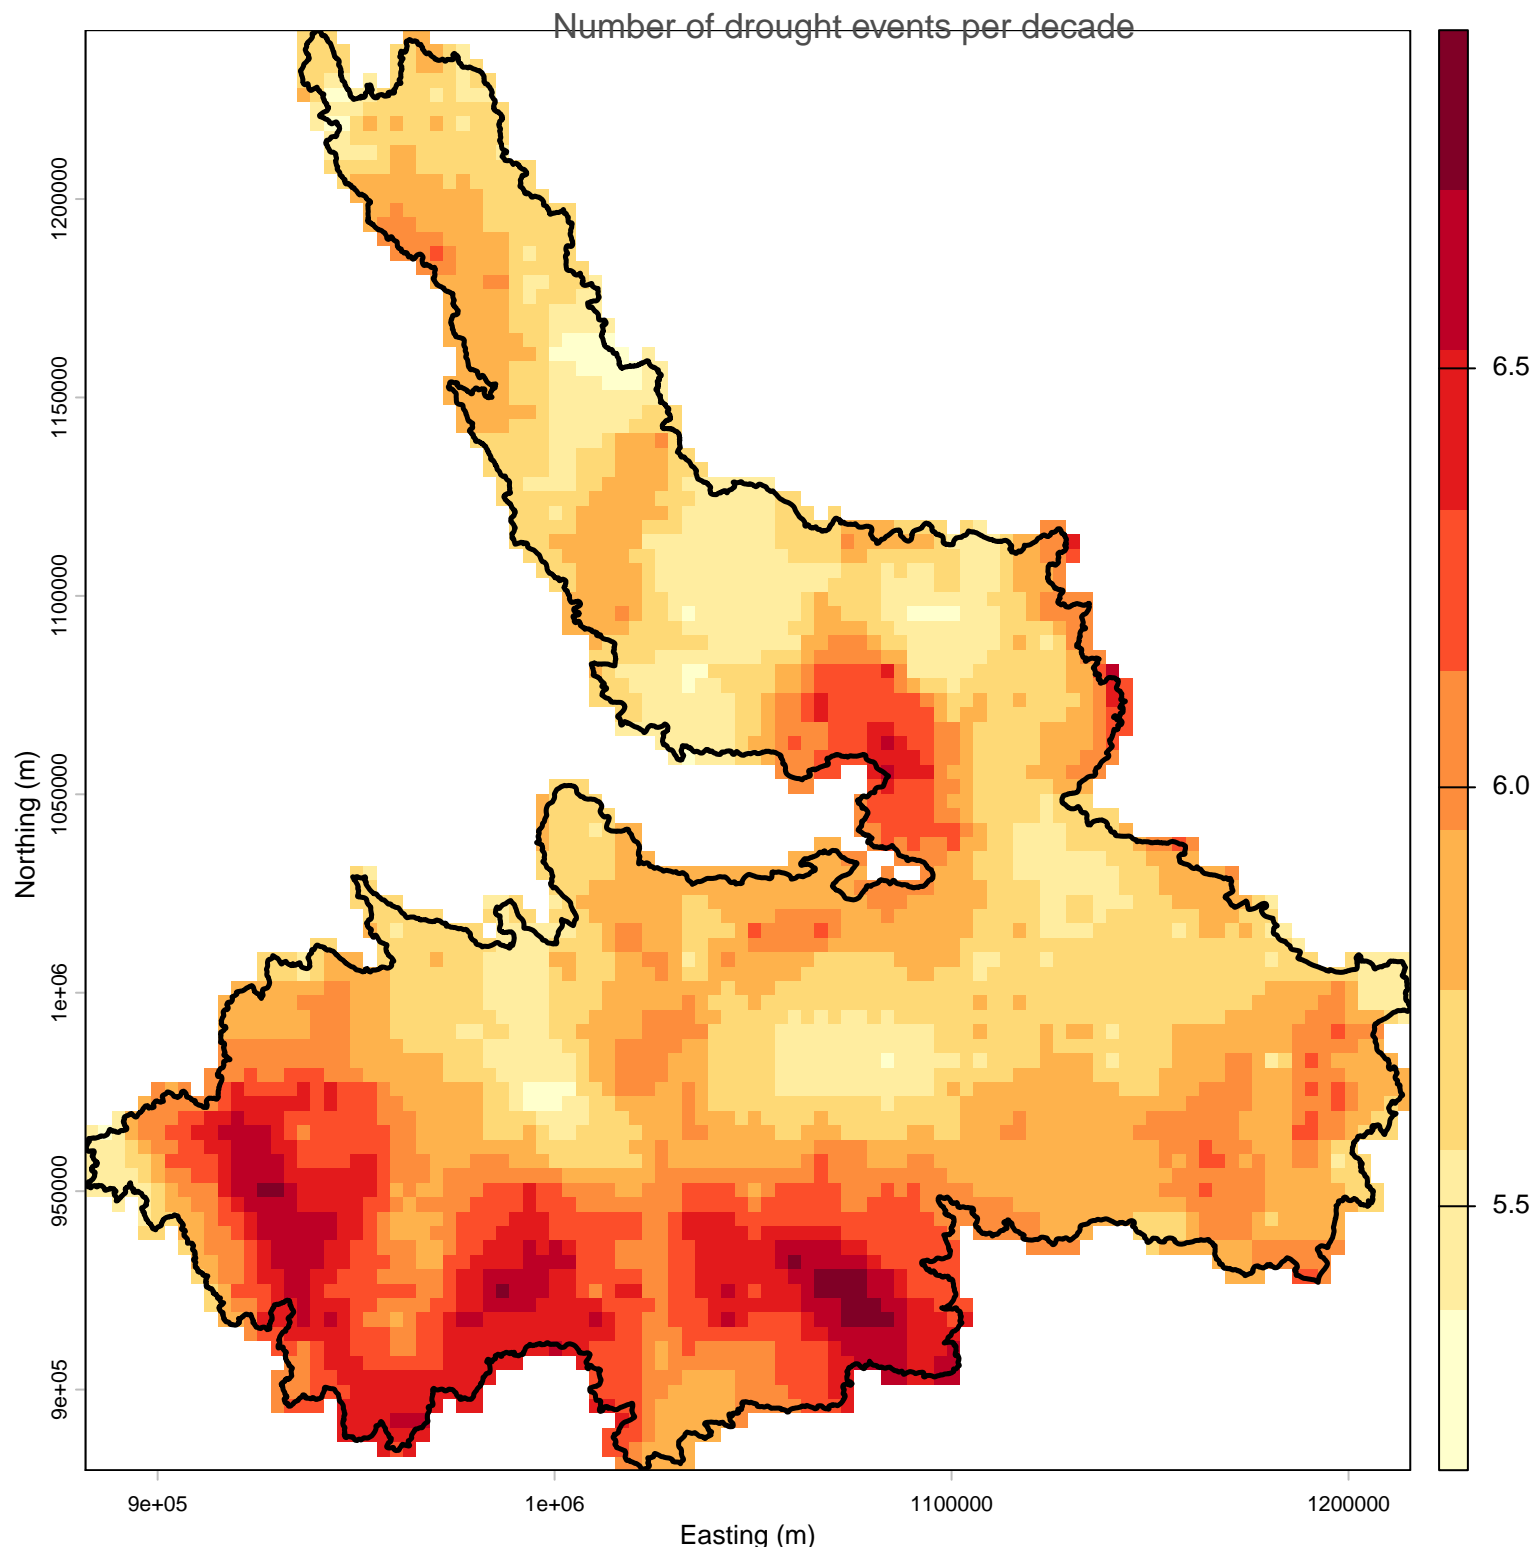 Number of drought events per decade
1200000
1150000
1100000
1050000
1e+06
950000
9e+05
Northing (m)
9e+05
1e+06
1100000
1200000
Easting (m)
6.5
6.0
5.5